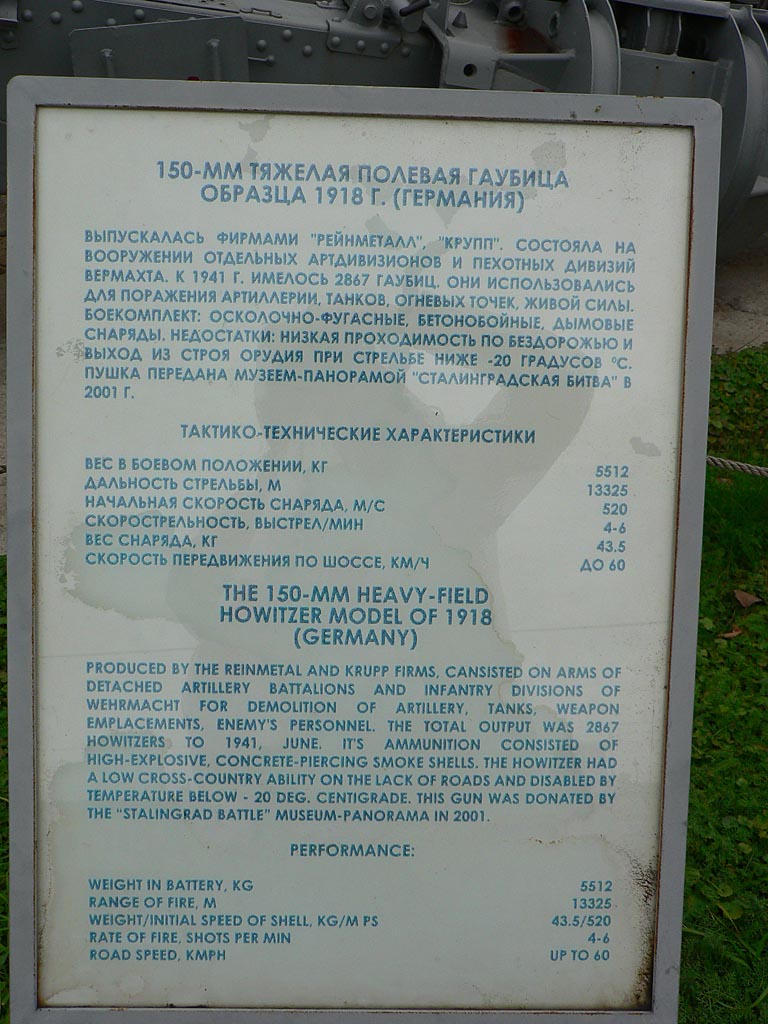 150-ММ ТЯЖЕЛАЯ ПОЛЕВАЯ ГАУБИЦА
ОБРАЗЦА 1918 Г. (ГЕРМАНИЯ)
ВЫПУСКАЛАСЬ ФИРМАМИ "РЕЙНМЕТАЛЛ", "КРУПП". СОСТОЯЛА НА
ВООРУЖЕНИИ ОТДЕЛЬНЫХ АРТДИВИЗИОНОВ И ПЕХОТНЫХ ДИВИЗИЙ
ВЕРМАХТА. К 1941 Г. ИМЕЛОСЬ 2867 ГАУБИЦ. ОНИ ИСПОЛЬЗОВАЛИСЬ
ДЛЯ ПОРАЖЕНИЯ АРТИЛЛЕРИИ, ТАНКОВ, ОГНЕВЫХ ТОЧЕК, ЖИВОЙ СИЛЫ.
БОЕКОМПЛЕКТ: ОСКОЛОЧНО-ФУГАСНЫЕ, БЕТОНОБОЙНЫЕ, ДЫМОВЫЕ
СНАРЯДЫ. НЕДОСТАТКИ: НИЗКАЯ ПРОХОДИМОСТЬ ПО БЕЗДОРОЖЬЮ И
ВЫХОД ИЗ СТРОЯ ОРУДИЯ ПРИ СТРЕЛЬБЕ НИЖЕ -20 ГРАДУСОВ °С.
ПУШКА ПЕРЕДАНА МУЗЕЕМ-ПАНОРАМОЙ "СТАЛИНГРАДСКАЯ БИТВА" В
2001 Г.
ТАКТИКО-ТЕХНИЧЕСКИЕ ХАРАКТЕРИСТИКИ
ВЕС В БОЕВОМ ПОЛОЖЕНИИ, КГ 5512
ДАЛЬНОСТЬ СТРЕЛЬБЫ, М 13325
НАЧАЛЬНАЯ СКОРОСТЬ СНАРЯДА, М/С 520
СКОРОСТРЕЛЬНОСТЬ, ВЫСТРЕЛ/МИН 4-6
ВЕС СНАРЯДА, КГ 43.5
СКОРОСТЬ ПЕРЕДВИЖЕНИЯ ПО ШОССЕ, КМ/Ч ДО 60
THE 150-MM HEAVY-FIELD
HOWITZER MODEL OF 1918
(GERMANY)
PRODUCED BY THE REINMETAL AND KRUPP FIRMS, CANSISTED ON ARMS OF
DETACHED ARTILLERY BATTALIONS AND INFANTRY DIVISIONS OF
WEHRMACHT FOR DEMOLITION OF ARTILLERY, TANKS, WEAPON
EMPLACEMENTS, ENEMY'S PERSONNEL. THE TOTAL OUTPUT WAS 2867
HOWITZERS TO 1941, JUNE. IT'S AMMUNITION CONSISTED OF
HIGH-EXPLOSIVE, CONCRETE-PIERCING SMOKE SHELLS. THE HOWITZER HAD
A LOW CROSS-COUNTRY ABILITY ON THE LACK OF ROADS AND DISABLED BY
TEMPERATURE BELOW - 20 DEG. CENTIGRADE. THIS GUN WAS DONATED BY
THE "STALINGRAD BATTLE" MUSEUM-PANORAMA IN 2001.
PERFORMANCE:
WEIGHT IN BATTERY, KG 5512
RANGE OF FIRE, M 13325
WEIGHT/INITIAL SPEED OF SHELL, KG/M PS 43.5/520
RATE OF FIRE, SHOTS PER MIN 4-6
ROAD SPEED, KMPH UP TO 60